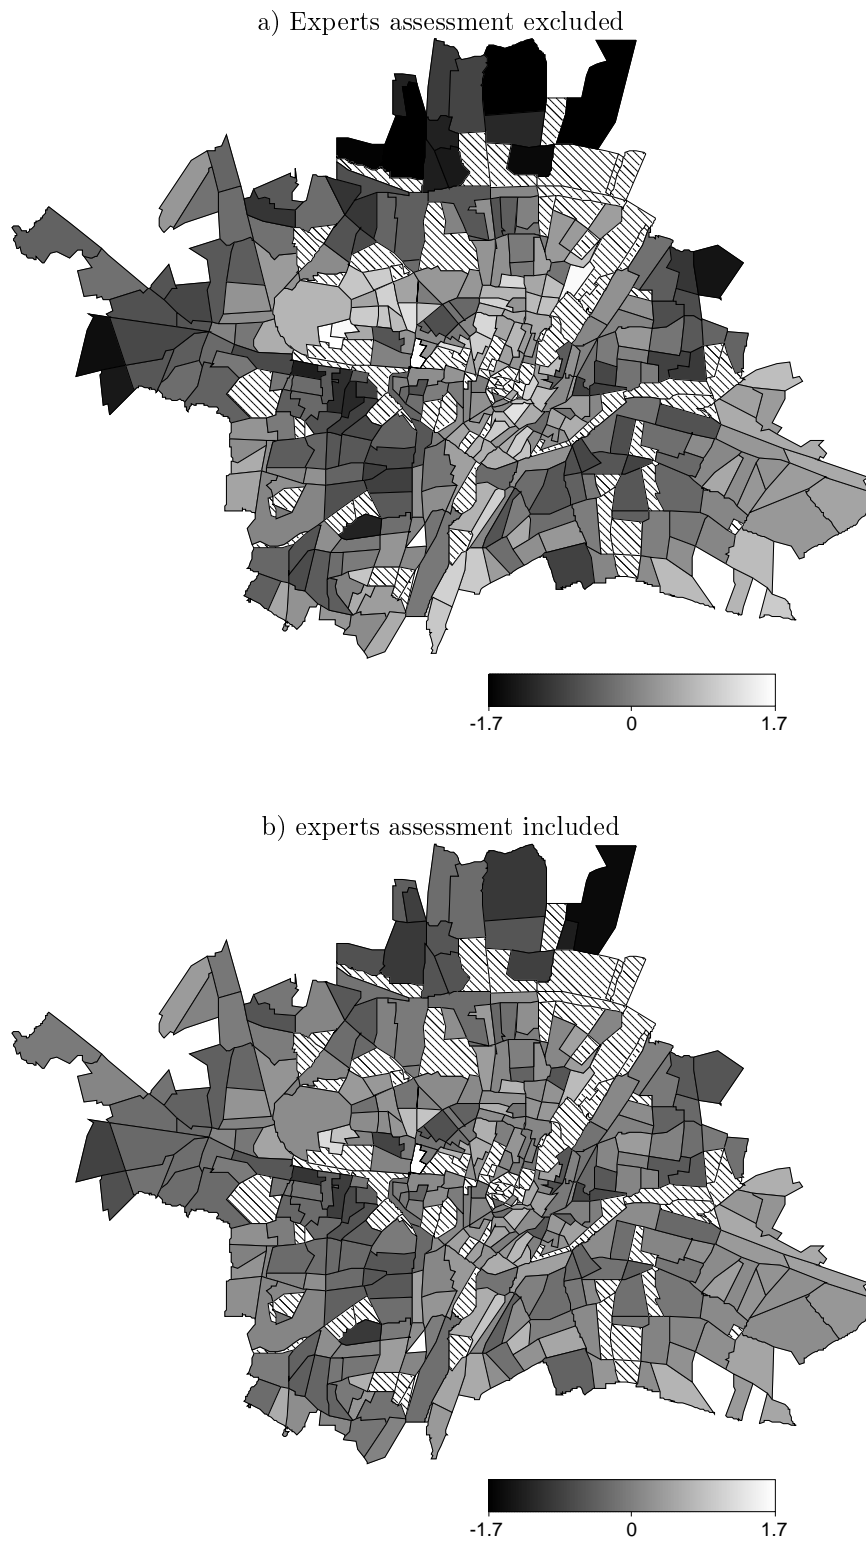 a) Experts assessment excluded
-1.7 0 1.7
b) experts assessment included
-1.7 0 1.7